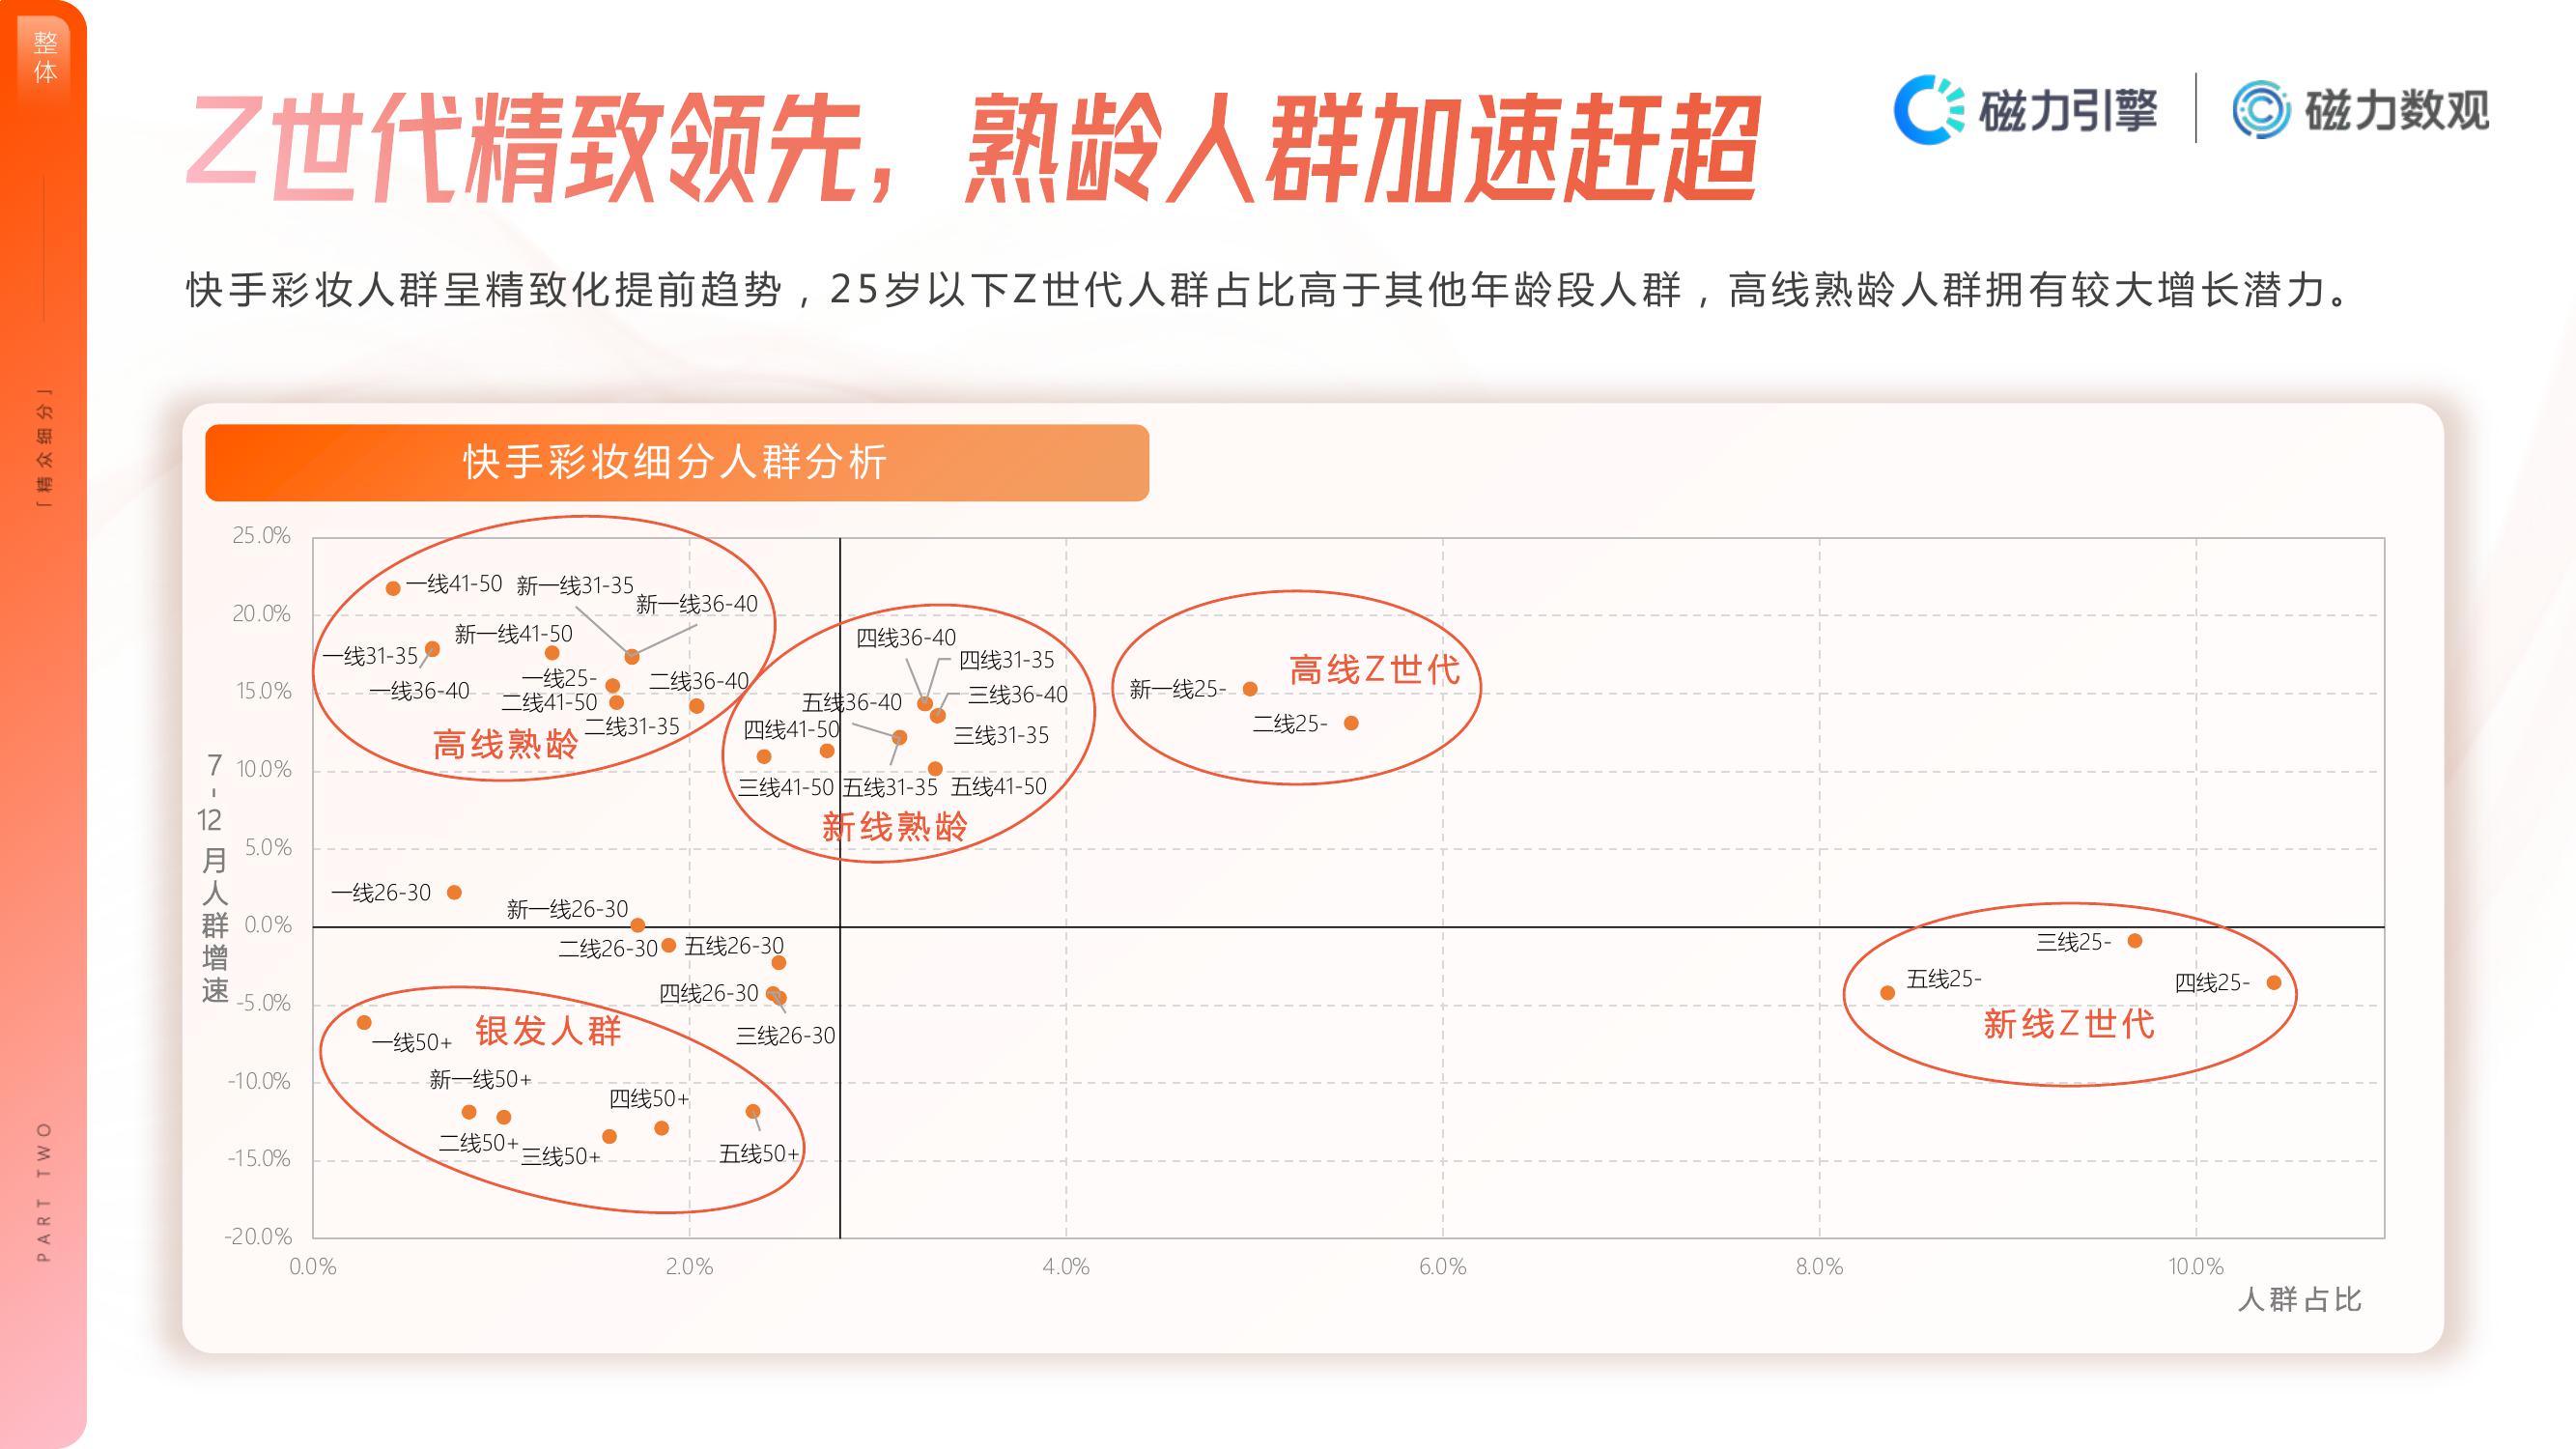 整体
「精众细分」
PART TWO
Z世代精致领先，熟龄人群加速赶超
磁力引擎
磁力数观
快手彩妆人群呈精致化提前趋势，25岁以下Z世代人群占比高于其他年龄段人群，高线熟龄人群拥有较大增长潜力。
快手彩妆细分人群分析
7-12月人群增速
25.0%
20.0%
15.0%
10.0%
5.0%
0.0%
-5.0%
-10.0%
-15.0%
-20.0%
一线41-50
新一线31-35
新一线36-40
新一线41-50
一线31-35
一线36-40
一线25-
二线36-40
二线41-50
二线31-35
高线熟龄
四线36-40
四线31-35
三线36-40
五线36-40
四线41-50
三线31-35
三线41-50
五线31-35
五线41-50
新线熟龄
高线Z世代
新一线25-
二线25-
一线26-30
新一线26-30
二线26-30
五线26-30
四线26-30
三线26-30
三线25-
五线25-
四线25-
新线Z世代
银发人群
一线50+
新一线50+
四线50+
二线50+
三线50+
五线50+
0.0%
2.0%
4.0%
6.0%
8.0%
10.0%
人群占比